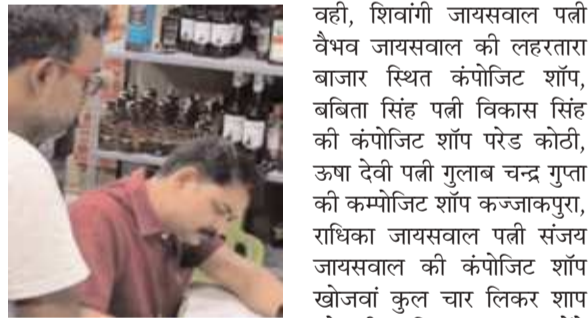 वही, शिवांगी जायसवाल पत्नी
वैभव जायसवाल की लहरतारा
बाजार स्थित कंपोजिट शॉप,
बबिता सिंह पत्नी विकास सिंह
की कंपोजिट शॉप परेड कोठी,
ऊषा देवी पत्नी गुलाब चन्द्र गुप्ता
की कम्पोजिट शॉप कज्जाकपुरा,
राधिका जायसवाल पत्नी संजय
जायसवाल की कंपोजिट शॉप
खोजवां कुल चार लिकर शाप